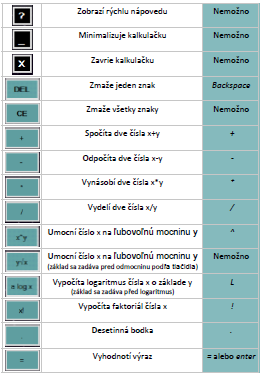 ? Zobrazí rýchlu nápovedu Nemožno
_ Minimalizuje kalkulačku Nemožno
X Zavrie kalkulačku Nemožno
DEL Zmaže jeden znak Backspace
CE Zmaže všetky znaky Nemožno
+ Spočíta dve čísla x+y +
- Odpočíta dve čísla x-y -
* Vynásobí dve čísla x*y *
/ Vydelí dve čísla x/y /
x^y Umocní číslo x na ľubovoľnú mocninu y ^
y√x Umocní číslo x na ľubovoľnú mocninu y Nemožno
(základ sa zadáva pred odmocninu podľa tlačidla)
a log x Vypočíta logaritmus čísla x o základe y L
(základ sa zadáva pred logaritmus)
x! Vypočíta faktoriál čísla x !
. Desetinná bodka .
= Vyhodnotí výraz = alebo enter